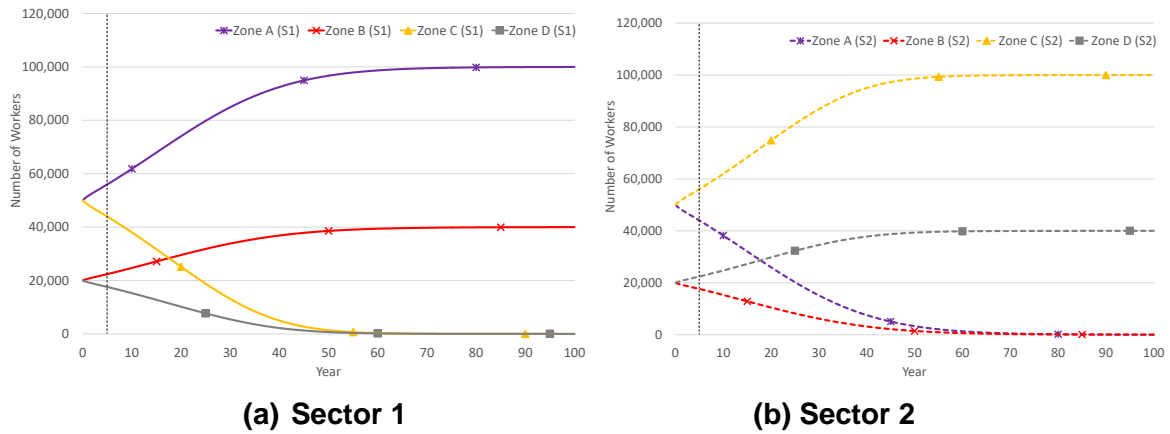 Zone A (S1) Zone B (S1) Zone C (S1) Zone D (S1)
120,000
100,000
80,000
60,000
40,000
20,000
0
Number of Workers
0 10 20 30 40 50 60 70 80 90 100
Year
(a) Sector 1
Zone A (S2) Zone B (S2) Zone C (S2) Zone D (S2)
120,000
100,000
80,000
60,000
40,000
20,000
0
Number of Workers
0 10 20 30 40 50 60 70 80 90 100
Year
(b) Sector 2